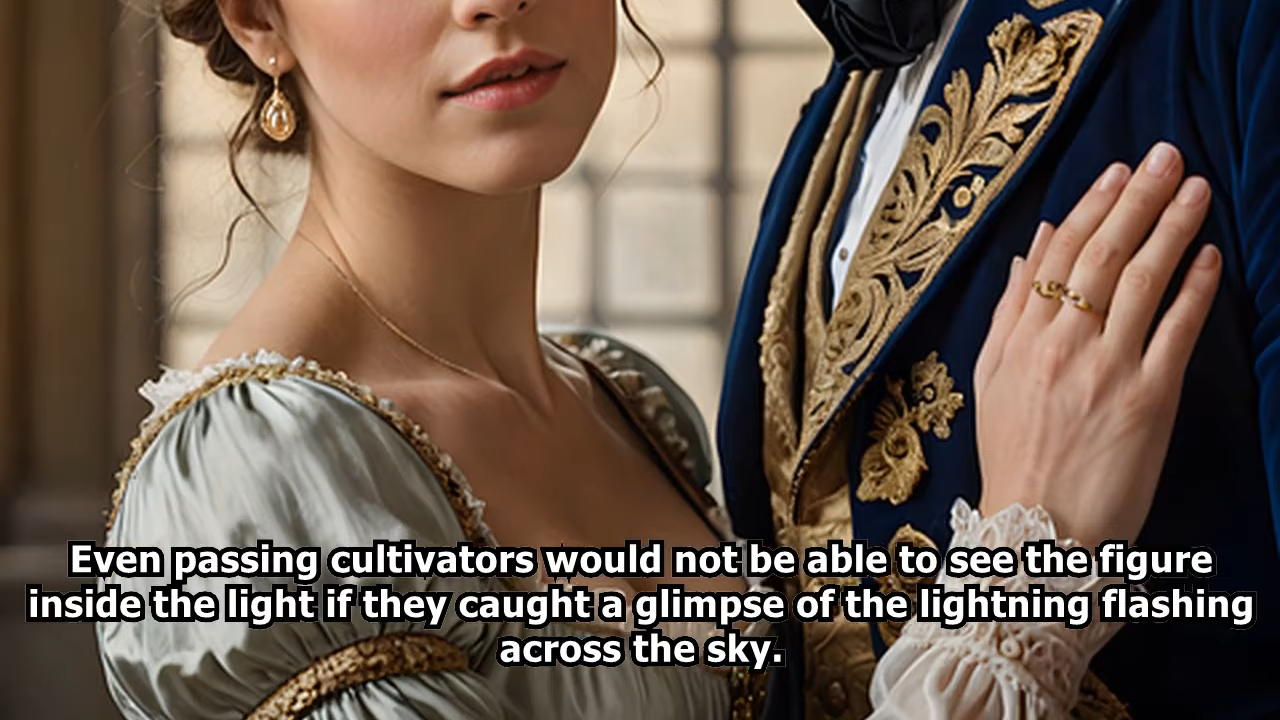 Even passing cultivators would not be able to see the figure
inside the light if they caught a glimpse of the lightning flashing
across the sky.